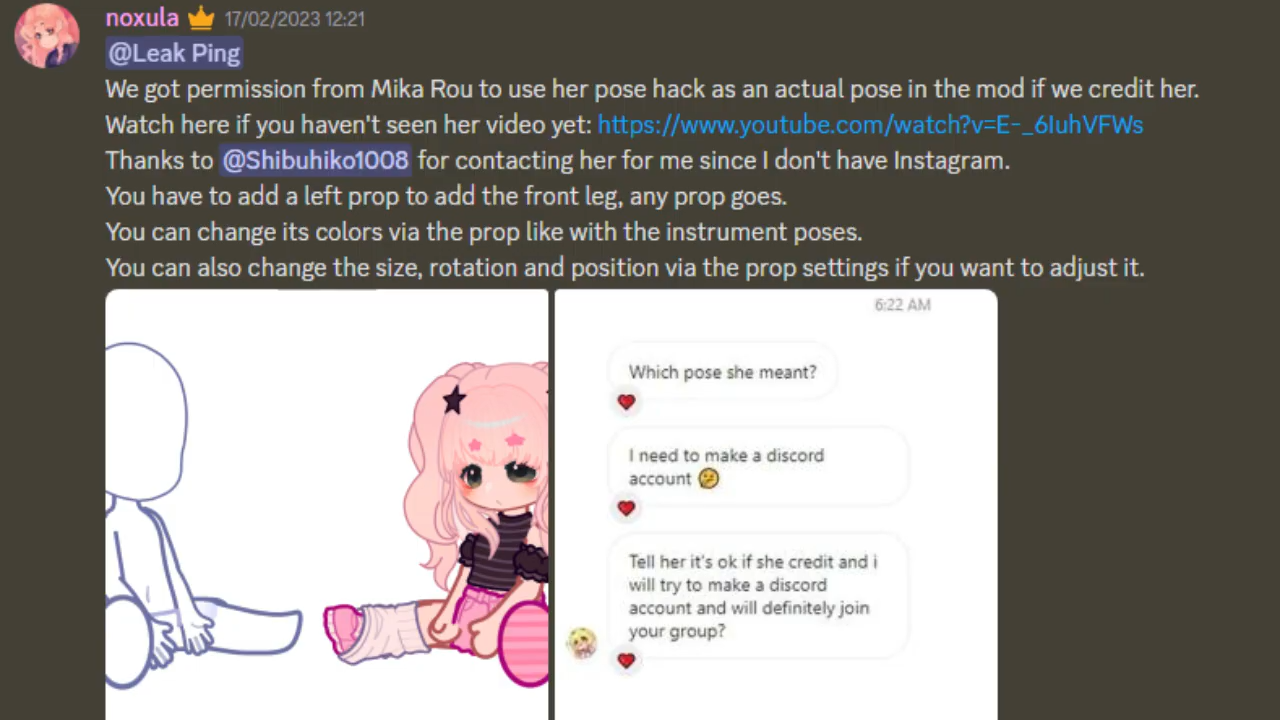 noxula 17/02/2023 12:21
@Leak Ping
We got permission from Mika Rou to use her pose hack as an actual pose in the mod if we credit her.
Watch here if you haven't seen her video yet: https://www.youtube.com/watch?v=E-_6IuhVFWs
Thanks to @Shibuhiko1008 for contacting her for me since I don't have Instagram.
You have to add a left prop to add the front leg, any prop goes.
You can change its colors via the prop like with the instrument poses.
You can also change the size, rotation and position via the prop settings if you want to adjust it.
6:22 AM
Which pose she meant?
I need to make a discord
account 🤔
Tell her it's ok if she credit and i
will try to make a discord
account and will definitely join
your group?